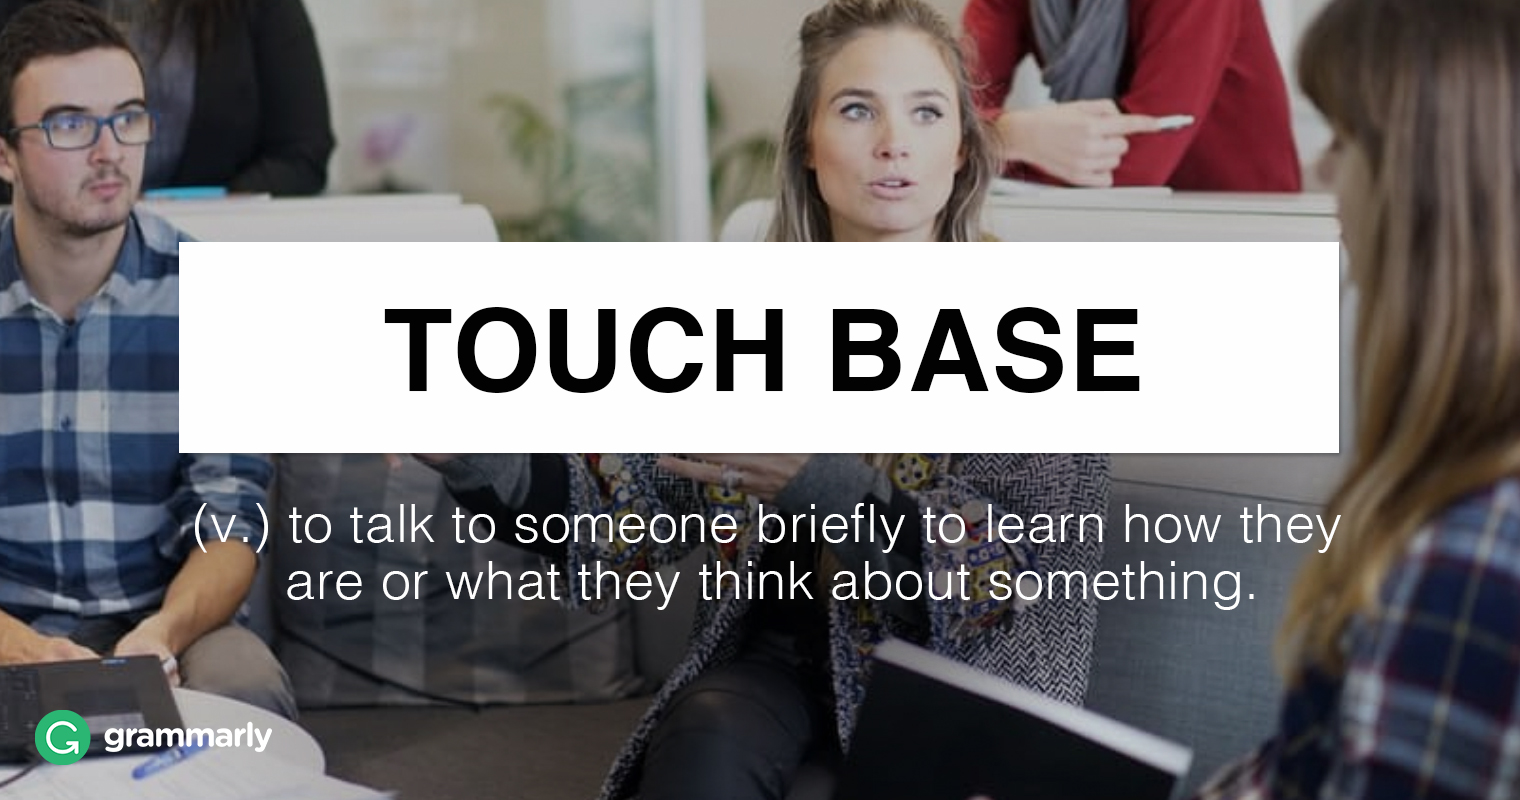 TOUCH BASE
(v.) to talk to someone briefly to learn how they
are or what they think about something.
grammarly